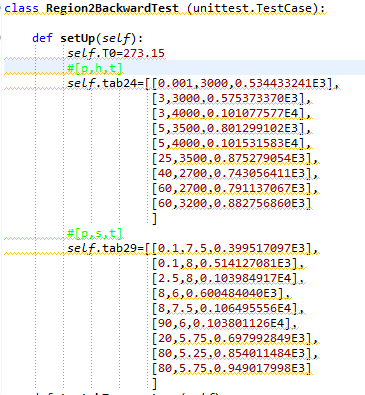 class Region2BackwardTest (unittest.TestCase):
def setUp(self):
self.T0=273.15
#[p,h,t]
self.tab24=[[0.001,3000,0.534433241E3],
[3,3000,0.575373370E3],
[3,4000,0.101077577E4],
[5,3500,0.801299102E3],
[5,4000,0.101531583E4],
[25,3500,0.875279054E3],
[40,2700,0.743056411E3],
[60,2700,0.791137067E3],
[60,3200,0.882756860E3]
]
#[p,s,t]
self.tab29=[[0.1,7.5,0.399517097E3],
[0.1,8,0.514127081E3],
[2.5,8,0.103984917E4],
[8,6,0.600484040E3],
[8,7.5,0.106495556E4],
[90,6,0.103801126E4],
[20,5.75,0.697992849E3],
[80,5.25,0.854011484E3],
[80,5.75,0.949017998E3]
]